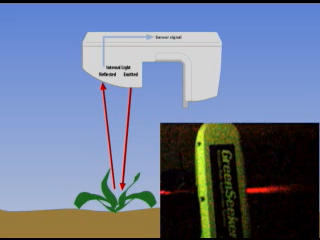 Sensor signal
Internal Light
Reflected Emitted
GreenSeeker